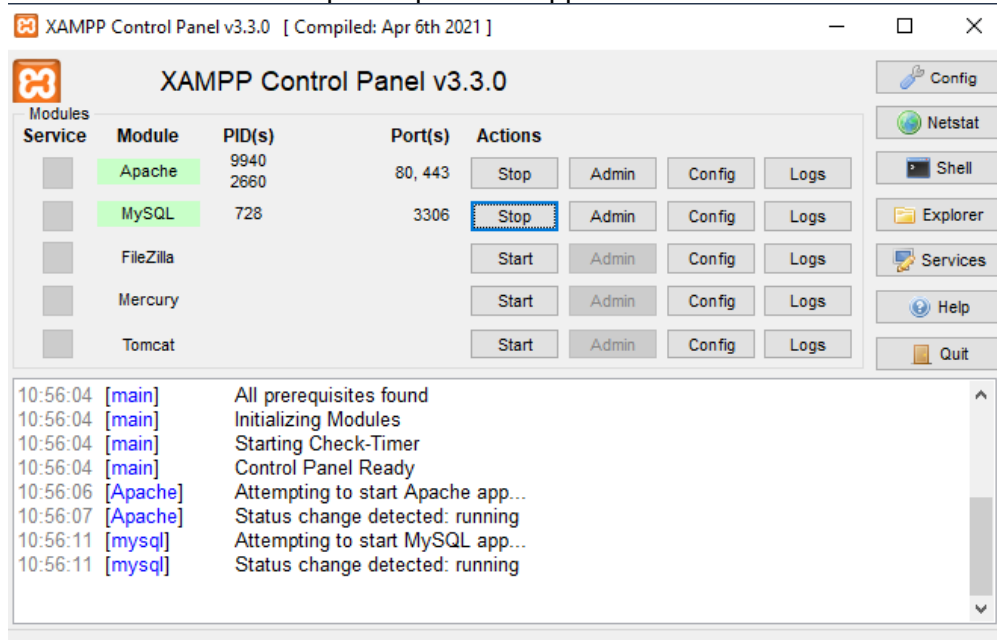 XAMPP Control Panel v3.3.0 [ Compiled: Apr 6th 2021 ]
XAMPP Control Panel v3.3.0
Config
Modules
Service Module PID(s) Port(s) Actions
Netstat
Apache 9940 2660 80, 443 Stop Admin Config Logs
Shell
MySQL 728 3306 Stop Admin Config Logs
Explorer
FileZilla Start Admin Config Logs
Services
Mercury Start Admin Config Logs
Help
Tomcat Start Admin Config Logs
Quit
10:56:04 [main] All prerequisites found
10:56:04 [main] Initializing Modules
10:56:04 [main] Starting Check-Timer
10:56:04 [main] Control Panel Ready
10:56:06 [Apache] Attempting to start Apache app...
10:56:07 [Apache] Status change detected: running
10:56:11 [mysql] Attempting to start MySQL app...
10:56:11 [mysql] Status change detected: running